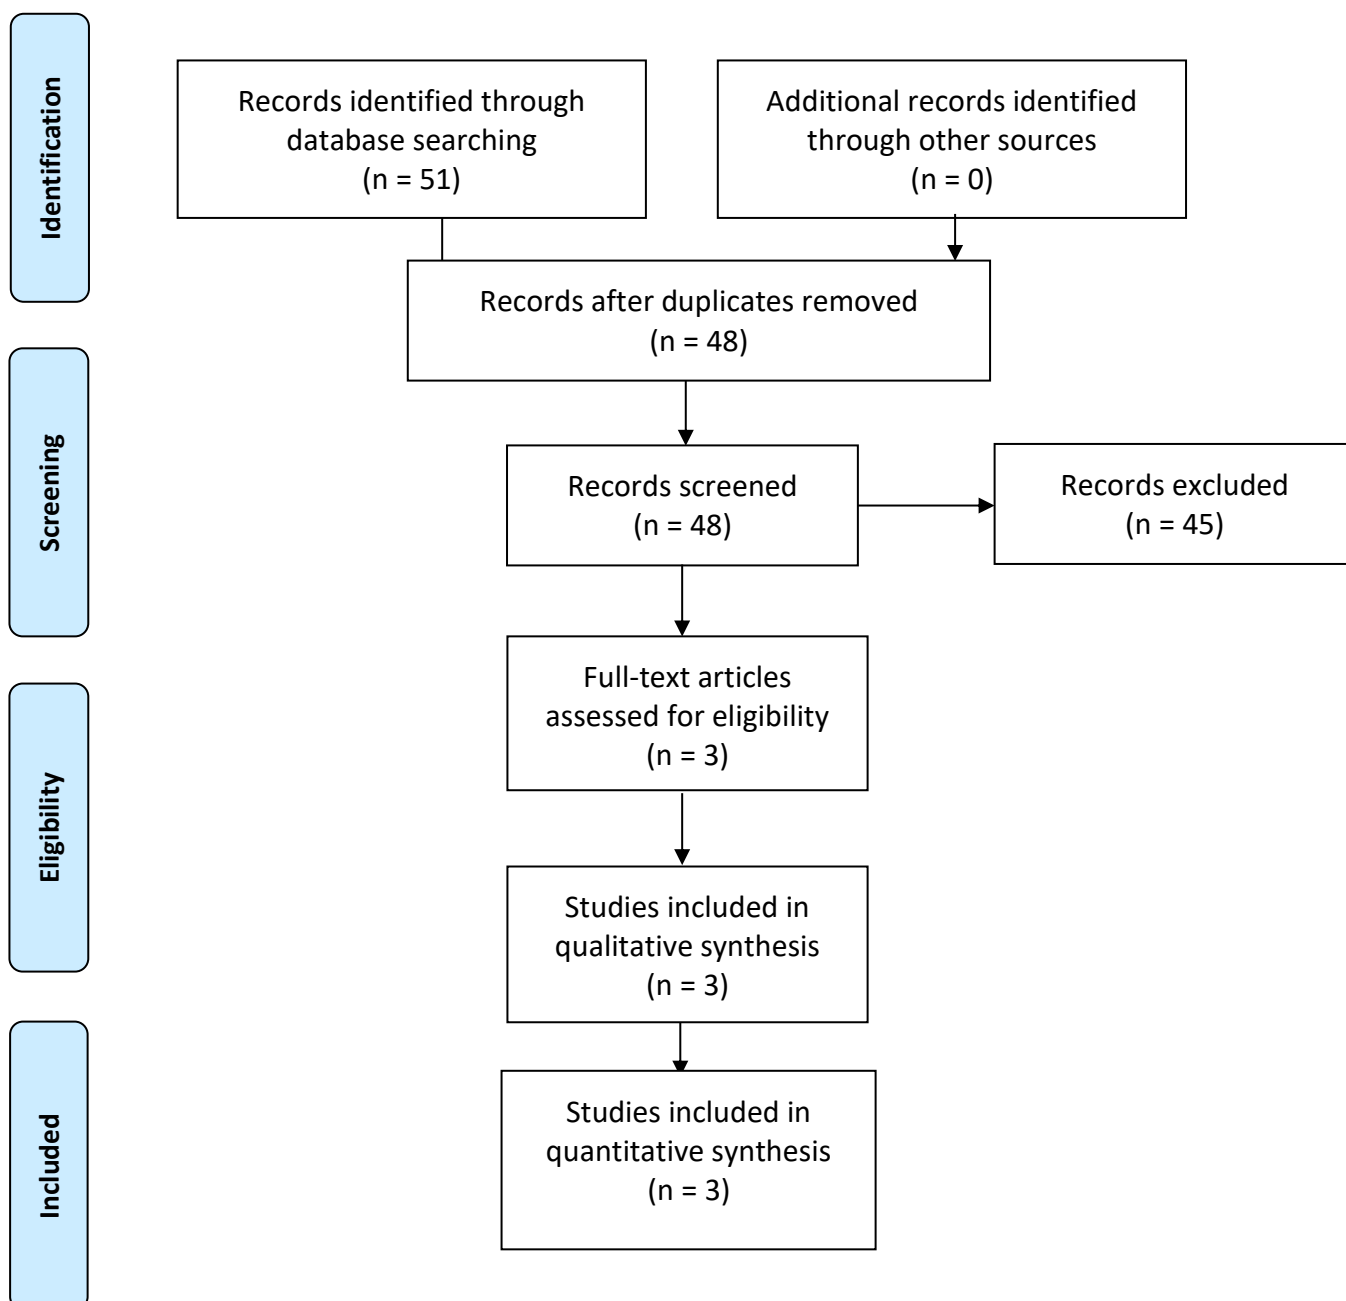 Identification
Records identified through
database searching
(n = 51)
Additional records identified
through other sources
(n = 0)
Records after duplicates removed
(n = 48)
Screening
Records screened
(n = 48)
Records excluded
(n = 45)
Full-text articles
assessed for eligibility
(n = 3)
Eligibility
Studies included in
qualitative synthesis
(n = 3)
Included
Studies included in
quantitative synthesis
(n = 3)